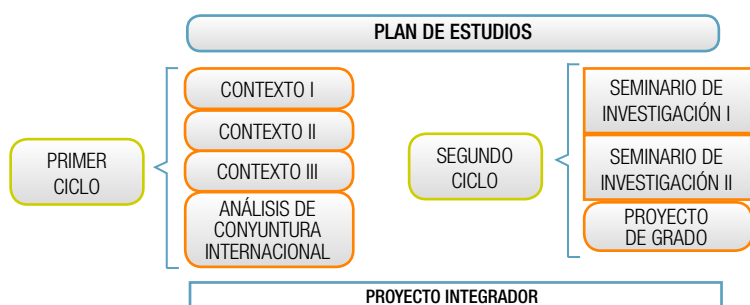 PLAN DE ESTUDIOS
PRIMER
CICLO
CONTEXTO I
CONTEXTO II
CONTEXTO III
ANÁLISIS DE
CONYUNTURA
INTERNACIONAL
SEGUNDO
CICLO
SEMINARIO DE
INVESTIGACIÓN I
SEMINARIO DE
INVESTIGACIÓN II
PROYECTO
DE GRADO
PROYECTO INTEGRADOR